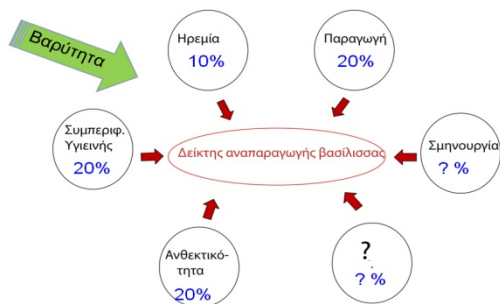 Βαρύτητα
Ηρεμία
10%
Παραγωγή
20%
Συμπεριφ.
Υγιεινής
20%
Δείκτης αναπαραγωγής βασίλισσας
Σμηνουργία
? %
Ανθεκτικό-
τητα
20%
?
? %